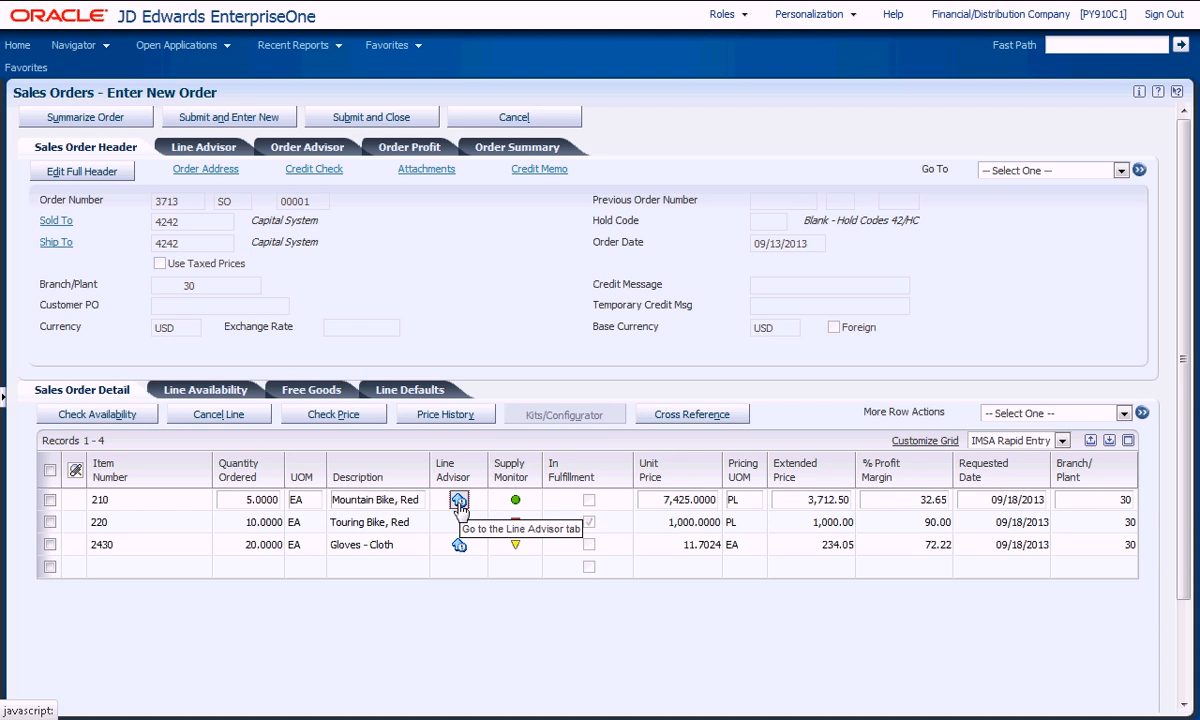 ORACLE JD Edwards EnterpriseOne
Roles Personalization Help Financial/Distribution Company [PY910C1] Sign Out
Home Navigator Open Applications Recent Reports Favorites Fast Path
Favorites
Sales Orders - Enter New Order
Summarize Order Submit and Enter New Submit and Close Cancel
Sales Order Header Line Advisor Order Advisor Order Profit Order Summary
Edit Full Header Order Address Credit Check Attachments Credit Memo Go To -- Select One --
Order Number 3713 SO 00001 Previous Order Number
Sold To 4242 Capital System Hold Code Blank - Hold Codes 42/HC
Ship To 4242 Capital System Order Date 09/13/2013
Use Taxed Prices
Branch/Plant 30 Credit Message
Customer PO Temporary Credit Msg
Currency USD Exchange Rate Base Currency USD Foreign
Sales Order Detail Line Availability Free Goods Line Defaults
Check Availability Cancel Line Check Price Price History Kits/Configurator Cross Reference More Row Actions -- Select One --
Records 1 - 4 Customize Grid IMSA Rapid Entry
Item Number Quantity Ordered UOM Description Line Advisor Supply Monitor In Fulfillment Unit Price Pricing UOM Extended Price % Profit Margin Requested Date Branch/ Plant
210 5.0000 EA Mountain Bike, Red 7,425.0000 PL 3,712.50 32.65 09/18/2013 30
220 10.0000 EA Touring Bike, Red 1,000.0000 PL 1,000.00 90.00 09/18/2013 30
Go to the Line Advisor tab
2430 20.0000 EA Gloves - Cloth 11.7024 EA 234.05 72.22 09/18/2013 30
javascript: